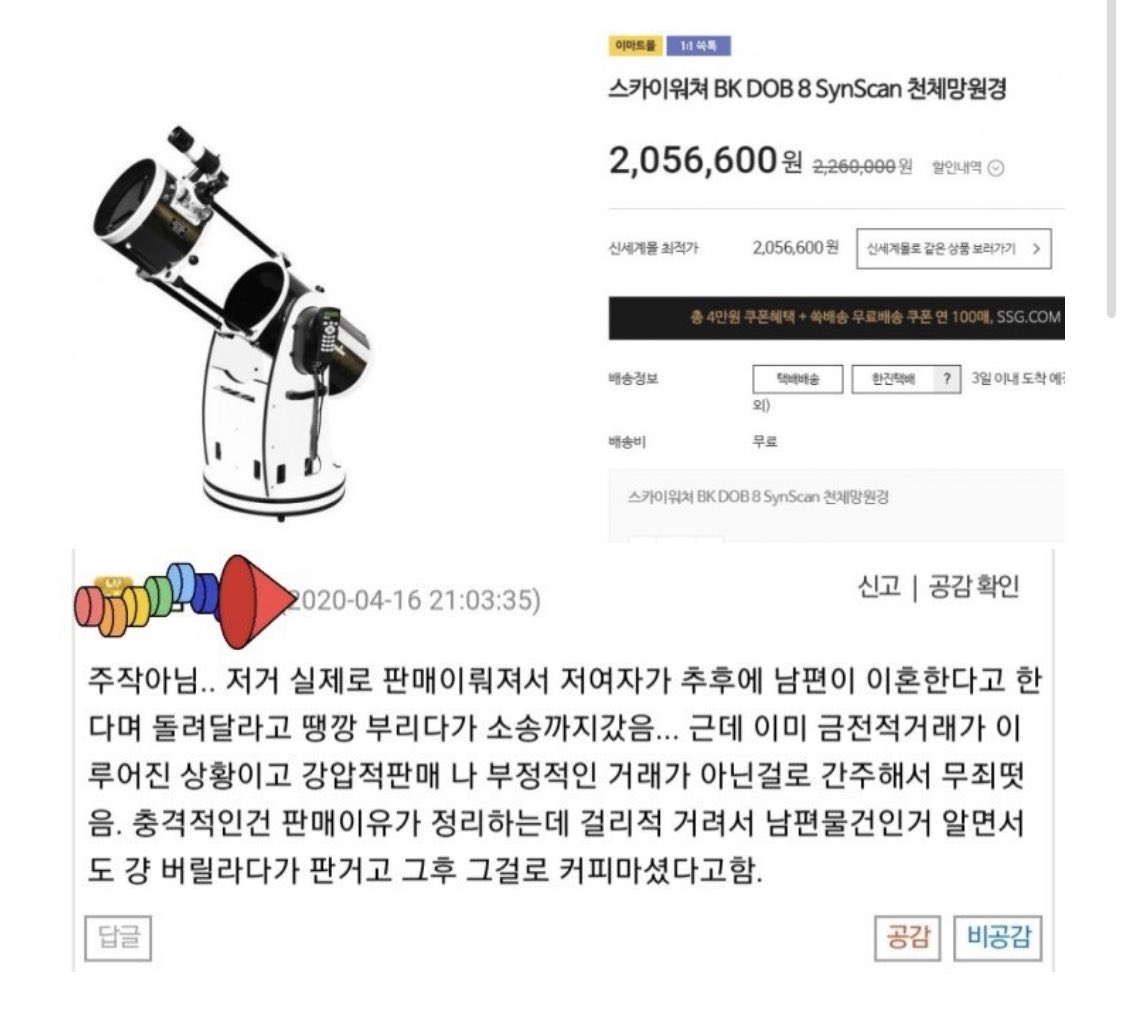 이마트몰 1:1 쓱톡
스카이워쳐 BK DOB 8 SynScan 천체망원경
2,056,600원 2,260,000원 할인내역
신세계몰 최적가 2,056,600원 신세계몰로 같은 상품 보러가기 >
총 4만원 쿠폰혜택 + 쓱배송 무료배송 쿠폰 연 100매, SSG.COM
배송정보 택배배송 한진택배 ? 3일 이내 도착 예정
외)
배송비 무료
스카이워쳐 BK DOB 8 SynScan 천체망원경
(2020-04-16 21:03:35) 신고 | 공감 확인
주작아님.. 저거 실제로 판매이뤄져서 저여자가 추후에 남편이 이혼한다고 한
다며 돌려달라고 땡깡 부리다가 소송까지갔음... 근데 이미 금전적거래가 이
루어진 상황이고 강압적판매 나 부정적인 거래가 아닌걸로 간주해서 무죄떳
음. 충격적인건 판매이유가 정리하는데 걸리적 거려서 남편물건인거 알면서
도 걍 버릴라다가 판거고 그후 그걸로 커피마셨다고함.
답글 공감 비공감